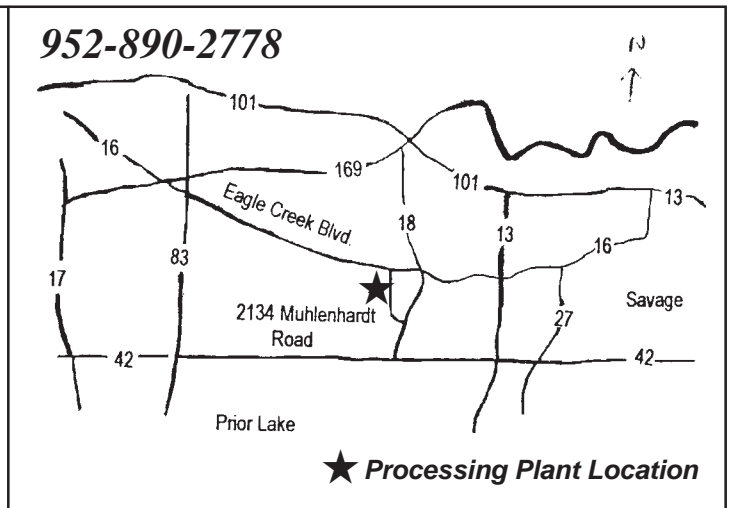 952-890-2778
N
101
16
169
101
13
Eagle Creek Blvd.
18
13
16
83
17
2134 Muhlenhardt
Road
27
Savage
42
42
Prior Lake
Processing Plant Location